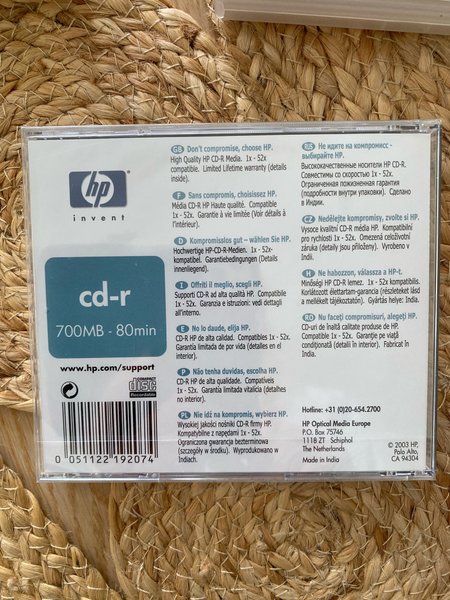 hp
invent
cd-r
700MB - 80min
www.hp.com/support
disc
Recordable
0 051122 192074
GB Don't compromise, choose HP.
High Quality HP CD-R Media. 1x - 52x
compatible. Limited Lifetime warranty (details
inside).
F Sans compromis, choisissez HP.
Média CD-R HP Haute qualité. Compatible
1x - 52x. Garantie à vie limitée (Voir détails à
l'intérieur).
D Kompromisslos gut – wählen Sie HP.
Hochwertige HP-CD-R-Medien. 1x - 52x-
kompatibel. Garantiebedingungen (Details
innenliegend).
I Offriti il meglio, scegli HP.
Supporti CD-R ad alta qualità HP. Compatibile
1x - 52x. Garanzia e istruzioni: vedi dettagli
all'interno.
E No lo daude, elija HP.
CD-R HP de alta calidad. Compatibles 1x - 52x.
Garantía limitada de por vida (detalles en el
interior).
P Não tenha duvidas, escolha HP.
CD-R HP de alta qualidade. Compativeis
1x - 52x. Garantia limitada vitalícia (detalhes
no interior).
PL Nie idź na kompromis, wybierz HP.
Wysokiej jakości nośniki CD-R firmy HP.
Kompatybilne z napędami 1x - 52x.
Ograniczona gwarancja bezterminowa
(szczegóły w środku). Wyprodukowano w
Indiach.
RS Не идите на компромисс -
выбирайте HP.
Высококачественные носители HP CD-R.
Совместимы со скоростью 1x - 52x.
Ограниченная пожизненная гарантия
(подробности внутри упаковки). Сделано в
Индии.
CZ Nedělejte kompromisy, zvolte si HP.
Vysoce kvalitní CD-R média HP. Kompatibilní
pro rychlosti 1x - 52x. Omezená celoživotní
záruka (detaily jsou přiloženy). Vyrobeno v
Indii.
H Ne habozzon, válassza a HP-t.
Minőségi HP CD-R lemez. 1x - 52x kompatibilis.
Korlátozott élettartam-garancia (részleteket lásd
a mellékelt tájékoztatón). Gyártás helye: India.
RO Nu faceți compromisuri, alegeți HP.
CD-uri de înaltă calitate produse de HP.
Compatibil 1x - 52x. Garanție pe viață
condiționată (detalii în interior). Fabricat în
India.
Hotline: +31 (0)20-654.2700
HP Optical Media Europe
P.O. Box 75746
1118 ZT Schiphol
The Netherlands
Made in India
© 2003 HP,
Palo Alto,
CA 94304